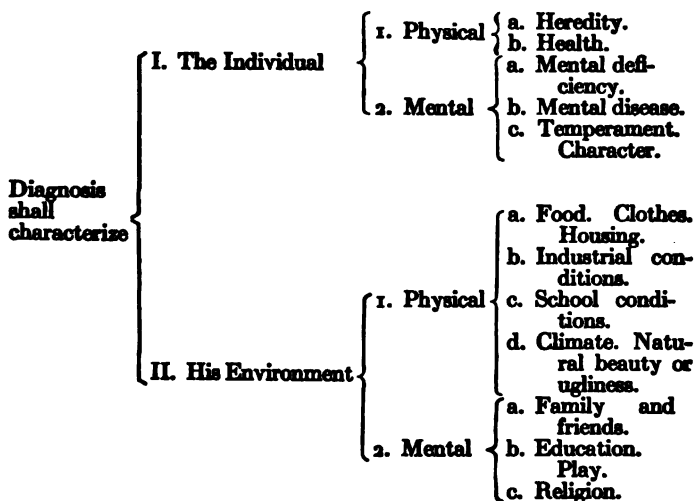 Diagnosis
shall
characterize
I. The Individual
1. Physical
a. Heredity.
b. Health.
2. Mental
a. Mental defi-
ciency.
b. Mental disease.
c. Temperament.
Character.
II. His Environment
1. Physical
a. Food. Clothes.
Housing.
b. Industrial con-
ditions.
c. School condi-
tions.
d. Climate. Natu-
ral beauty or
ugliness.
2. Mental
a. Family and
friends.
b. Education.
Play.
c. Religion.